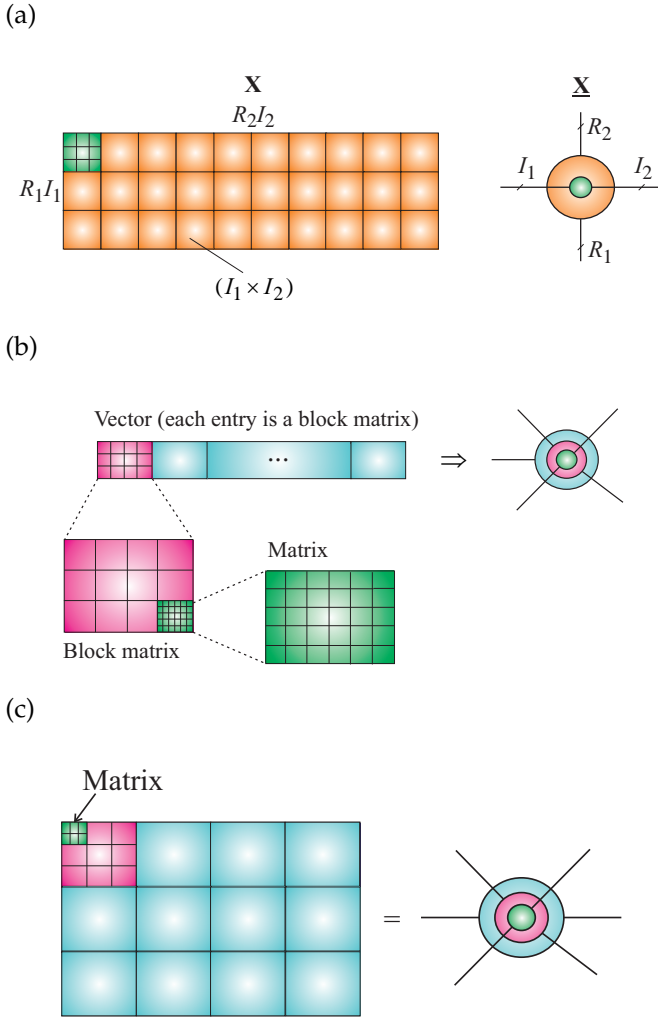 (a)
X
R₂I₂
R₁I₁
(I₁ × I₂)
X
R₂
I₁
I₂
R₁
(b)
Vector (each entry is a block matrix)
...
⇒
Block matrix
Matrix
(c)
Matrix
=